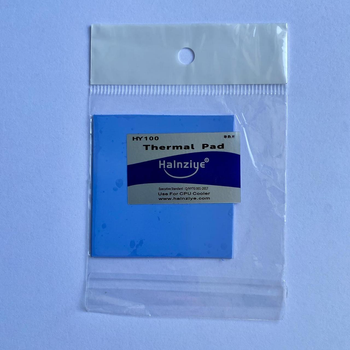 HY100
Thermal Pad
Halnziye®
Use For CPU Cooler
www.halnziye.com